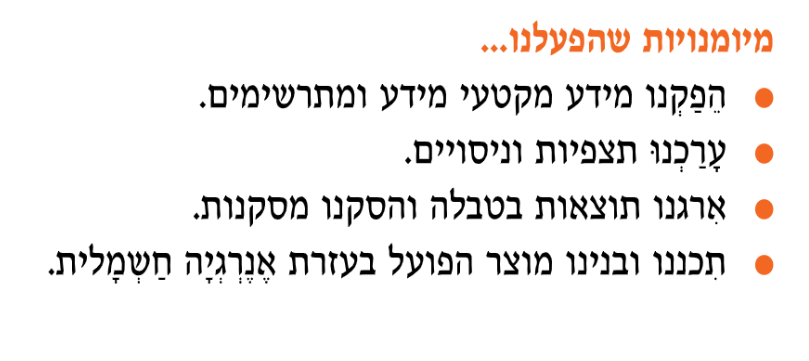 מיומנויות שהפעלנו...
● הֵפַקְנו מידע מקטעי מידע ומתרשימים.
● עָרַכְנוּ תצפיות וניסויים.
● אִרגנו תוצאות בטבלה והסקנו מסקנות.
● תִכננו ובנינו מוצר הפועל בעזרת אֶנֶרְגְיָה חַשְמָלית.